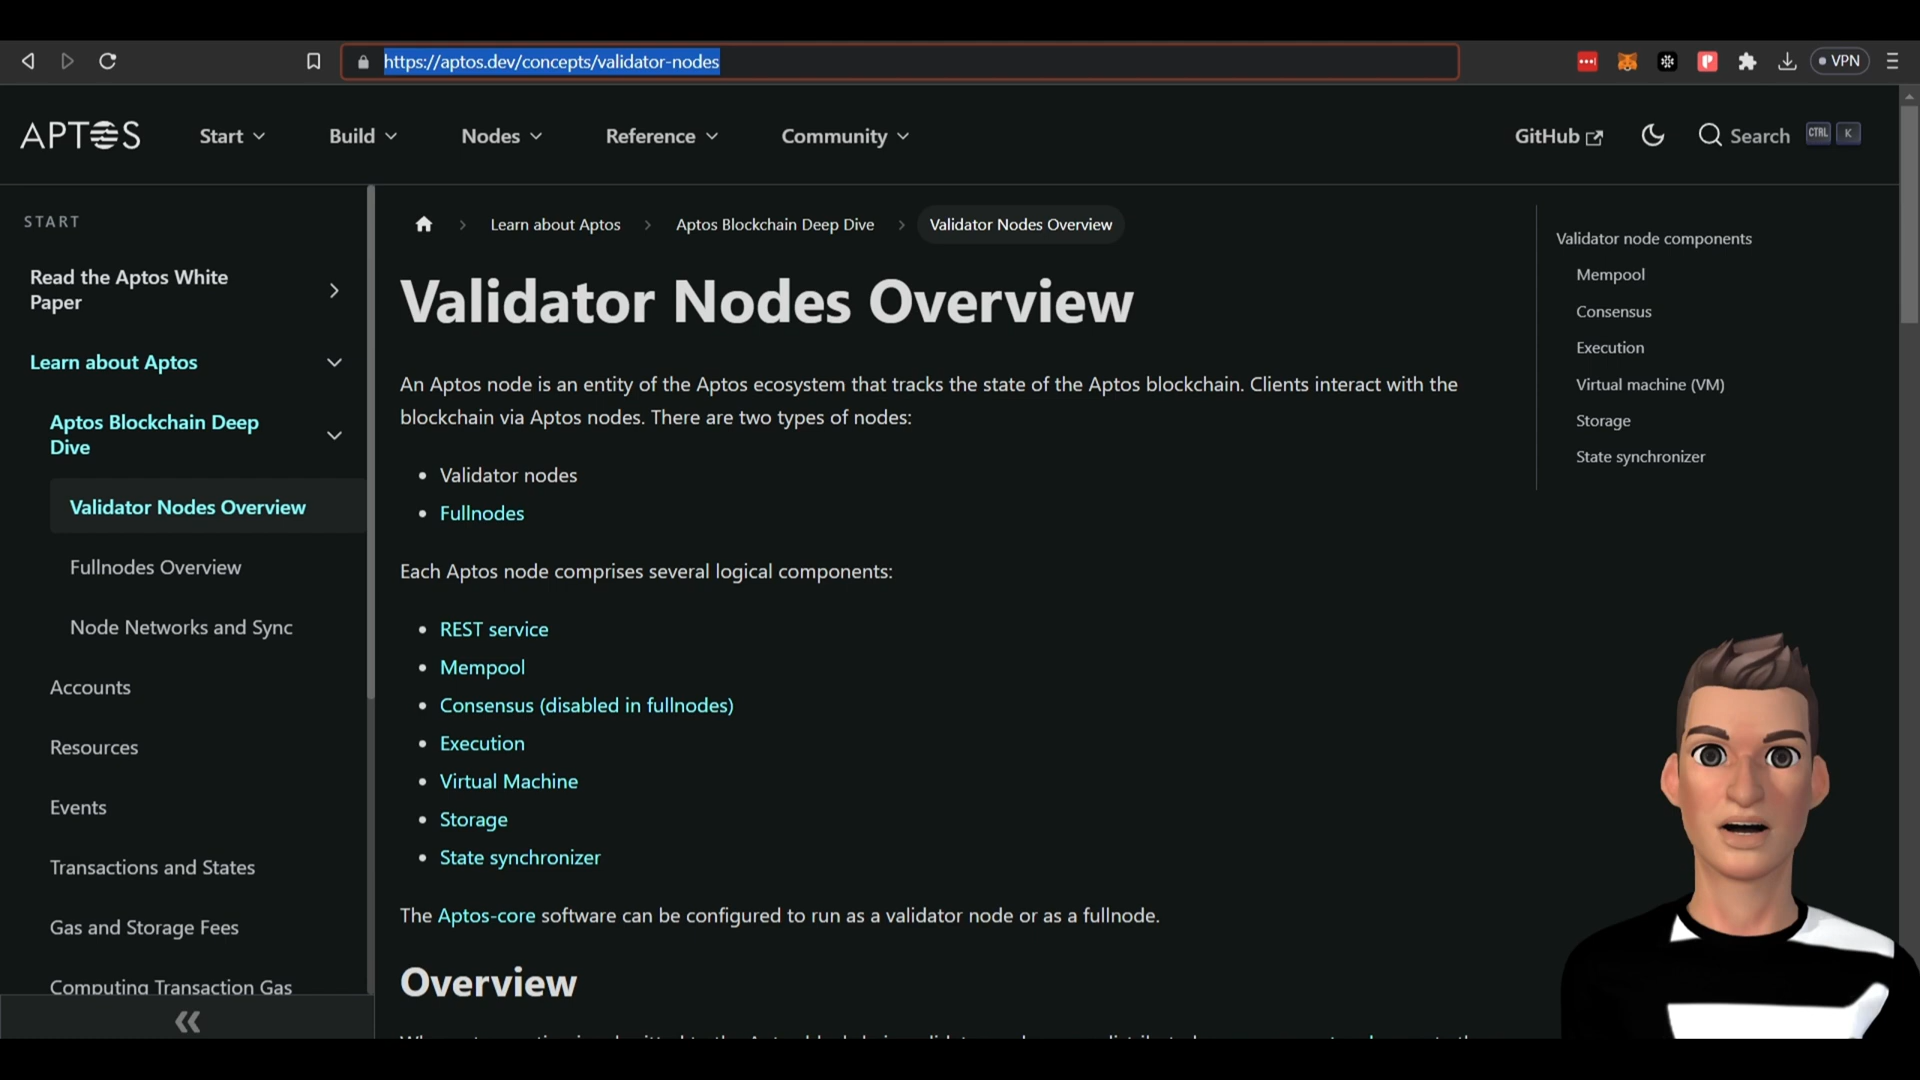 https://aptos.dev/concepts/validator-nodes
VPN
APTOS
Start
Build
Nodes
Reference
Community
GitHub
Search
CTRL
K
START
Read the Aptos White
Paper
Learn about Aptos
Aptos Blockchain Deep
Dive
Validator Nodes Overview
Fullnodes Overview
Node Networks and Sync
Accounts
Resources
Events
Transactions and States
Gas and Storage Fees
Computing Transaction Gas
Learn about Aptos
Aptos Blockchain Deep Dive
Validator Nodes Overview
Validator Nodes Overview
An Aptos node is an entity of the Aptos ecosystem that tracks the state of the Aptos blockchain. Clients interact with the
blockchain via Aptos nodes. There are two types of nodes:
Validator nodes
Fullnodes
Each Aptos node comprises several logical components:
REST service
Mempool
Consensus (disabled in fullnodes)
Execution
Virtual Machine
Storage
State synchronizer
The Aptos-core software can be configured to run as a validator node or as a fullnode.
Overview
Validator node components
Mempool
Consensus
Execution
Virtual machine (VM)
Storage
State synchronizer